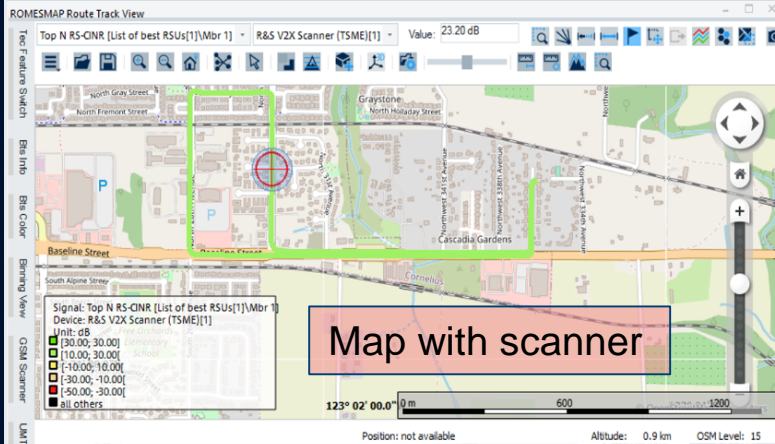 ROMESMAP Route Track View
Top N RS-CINR [List of best RSUs[1]\Mbr 1]
R&S V2X Scanner (TSME)[1]
Value:
23.20 dB
Tec Feature Switch
Bts Info
Bts Color
Binning View
GSM Scanner
UMT
North Gray Street
North Fremont Street
Graystone
North Holladay Street
Northwest 341st Avenue
Northwest 338th Avenue
Northwest 334th Avenue
P
P
Cascadia Gardens
Baseline Street
Baseline Street
South Alpine Street
Cornelius
Signal: Top N RS-CINR [List of best RSUs[1]\Mbr 1]
Device: R&S V2X Scanner (TSME)[1]
Unit: dB
[30.00; 30.00]
[10.00; 30.00[
[-10.00; 10.00[
[-30.00; -10.00[
[-50.00; -30.00[
all others
Map with scanner
123° 02' 00.0"
0 m
600
1200
Position: not available
Altitude:
0.9 km
OSM Level: 15